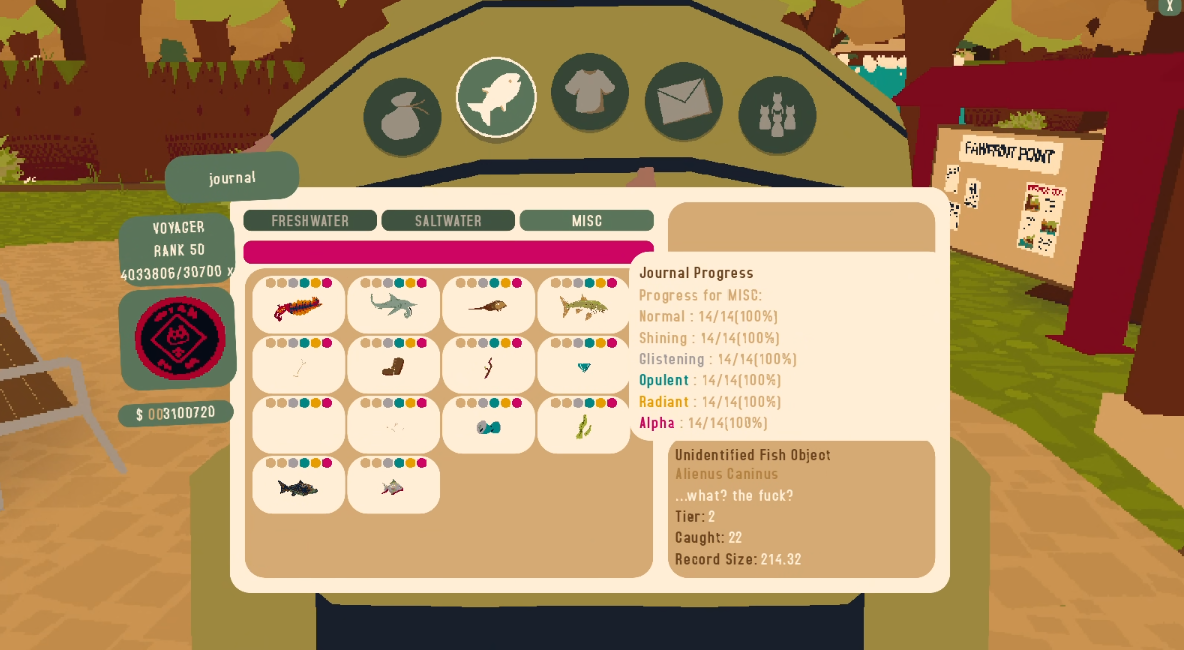 X
PAWPRINT POINT
journal
FRESHWATER SALTWATER MISC
VOYAGER
RANK 50
4033806/30700 x
$ 003100720
Journal Progress
Progress for MISC:
Normal : 14/14(100%)
Shining : 14/14(100%)
Glistening : 14/14(100%)
Opulent : 14/14(100%)
Radiant : 14/14(100%)
Alpha : 14/14(100%)
Unidentified Fish Object
Alienus Caninus
...what? the fuck?
Tier: 2
Caught: 22
Record Size: 214.32